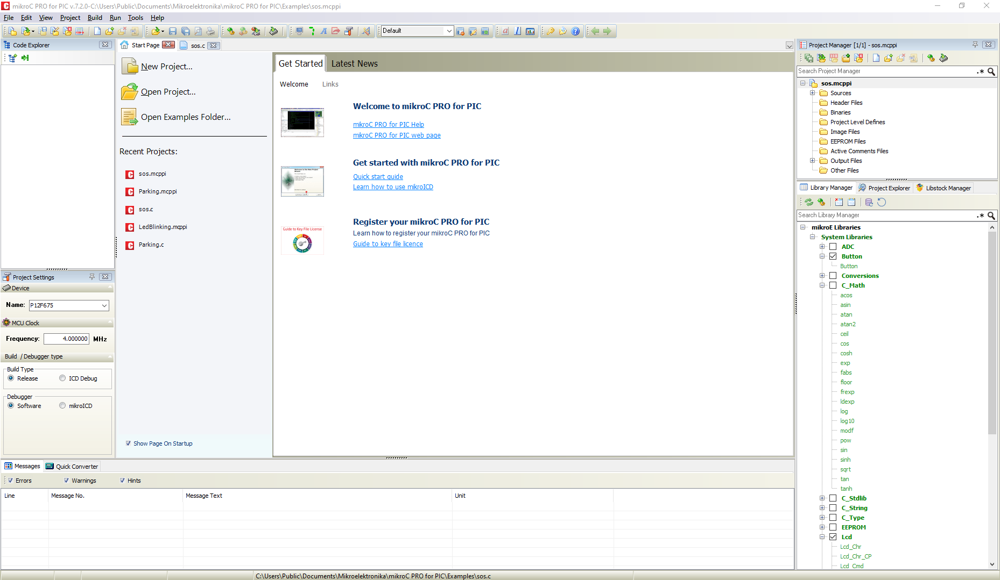 mikroC PRO for PIC v.7.2.0-C:\Users\Public\Documents\Mikroelektronika\mikroC PRO for PIC\Examples\sos.mcppi
File Edit View Project Build Run Tools Help
Default
Code Explorer
Start Page
sos.c
New Project...
Open Project...
Open Examples Folder...
Recent Projects:
sos.mcppi
Parking.mcppi
sos.c
LedBlinking.mcppi
Parking.c
Show Page On Startup
Get Started
Latest News
Welcome
Links
Welcome to mikroC PRO for PIC
mikroC PRO for PIC Help
mikroC PRO for PIC web page
Get started with mikroC PRO for PIC
Quick start guide
Learn how to use mikroICD
Guide to Key File License
Register your mikroC PRO for PIC
Learn how to register your mikroC PRO for PIC
Guide to key file licence
Project Settings
Device
Name: P12F675
MCU Clock
Frequency: 4.000000 MHz
Build / Debugger type
Build Type
Release
ICD Debug
Debugger
Software
mikroICD
Project Manager [1/1] - sos.mcppi
Search Project Manager
.*
sos.mcppi
Sources
Header Files
Binaries
Project Level Defines
Image Files
EEPROM Files
Active Comments Files
Output Files
Other Files
Library Manager
Project Explorer
Libstock Manager
Search Library Manager
.*
mikroE Libraries
System Libraries
ADC
Button
Button
Conversions
C_Math
acos
asin
atan
atan2
ceil
cos
cosh
exp
fabs
floor
frexp
ldexp
log
log10
modf
pow
sin
sinh
sqrt
tan
tanh
C_Stdlib
C_String
C_Type
EEPROM
Lcd
Lcd_Chr
Lcd_Chr_CP
Lcd_Cmd
Messages
Quick Converter
Errors
Warnings
Hints
Line
Message No.
Message Text
Unit
C:\Users\Public\Documents\Mikroelektronika\mikroC PRO for PIC\Examples\sos.c